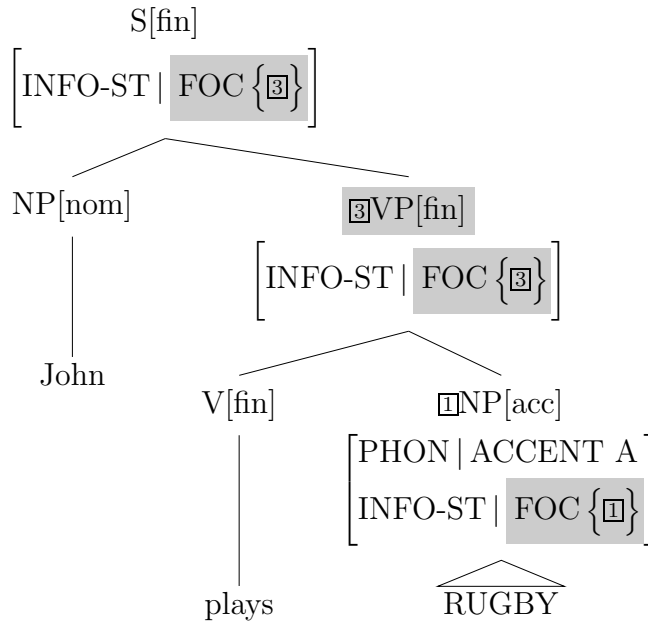 S[fin]
[INFO-ST | FOC {3}]
NP[nom]
3VP[fin]
[INFO-ST | FOC {3}]
John
V[fin]
1NP[acc]
[PHON | ACCENT A
INFO-ST | FOC {1}]
plays
RUGBY